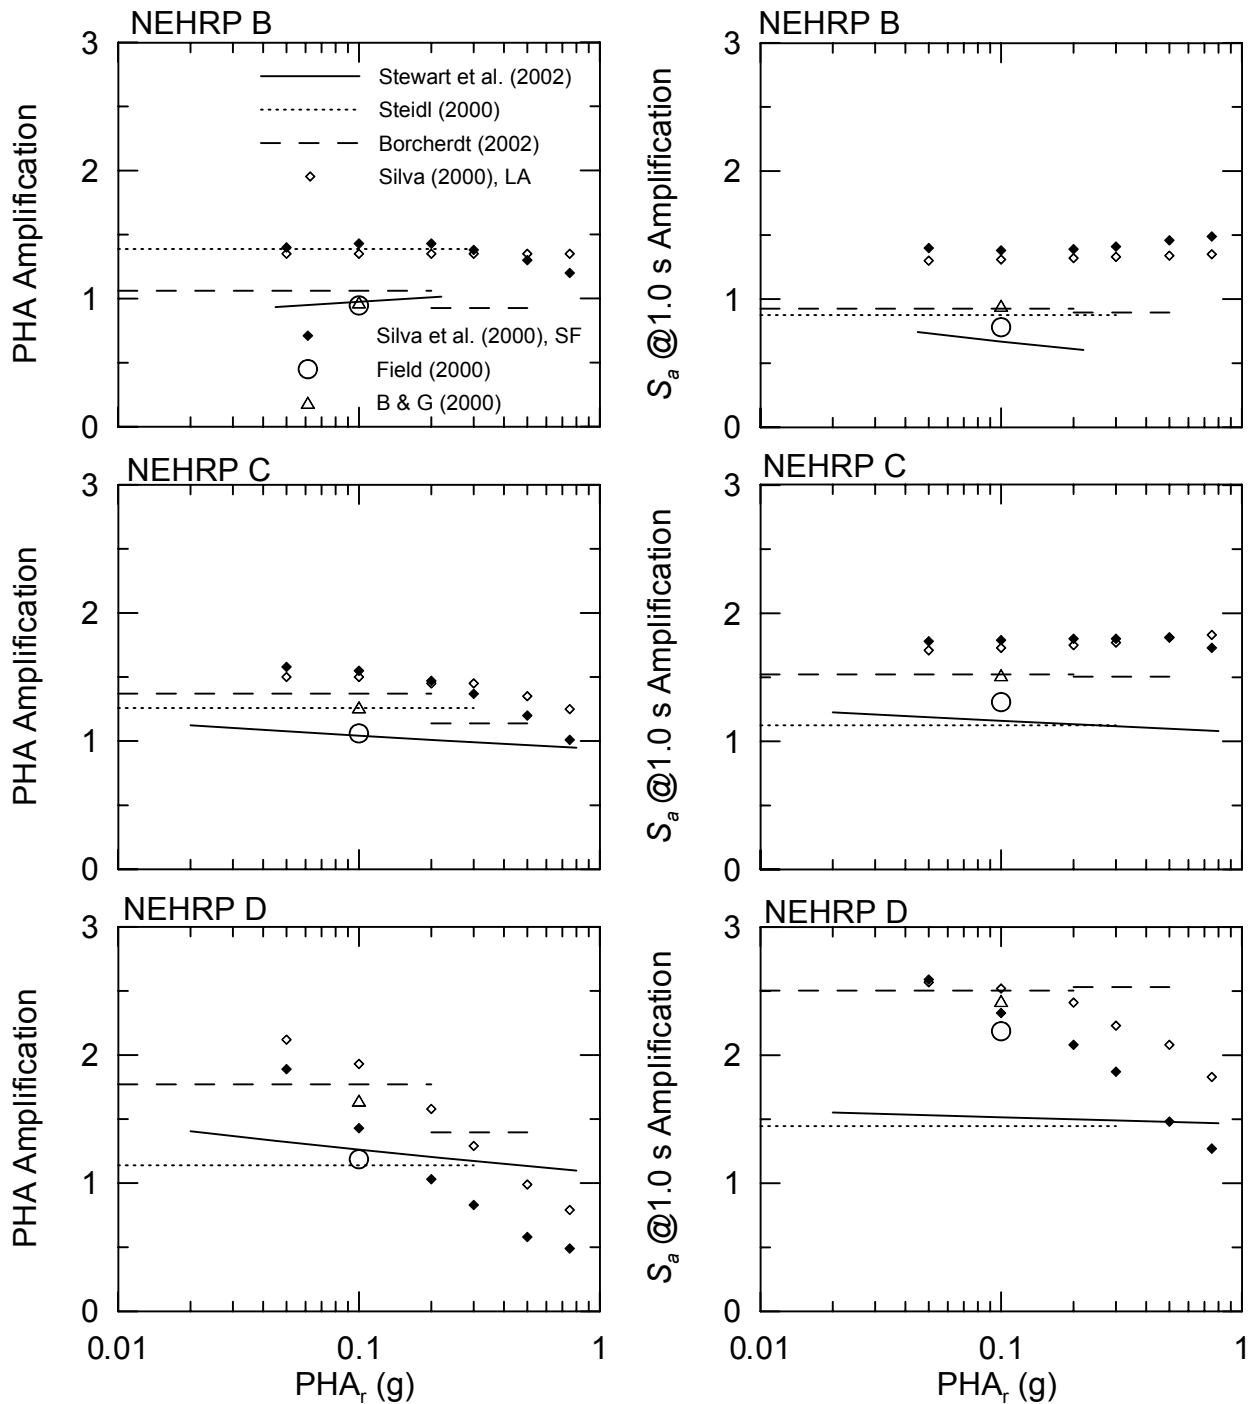 NEHRP B
3
2
1
0
PHA Amplification
Stewart et al. (2002)
Steidl (2000)
Borcherdt (2002)
Silva (2000), LA
Silva et al. (2000), SF
Field (2000)
B & G (2000)
NEHRP B
3
2
1
0
Sa @1.0 s Amplification
NEHRP C
3
2
1
0
PHA Amplification
NEHRP C
3
2
1
0
Sa @1.0 s Amplification
NEHRP D
3
2
1
0
PHA Amplification
0.01 0.1 1
PHAr (g)
NEHRP D
3
2
1
0
Sa @1.0 s Amplification
0.01 0.1 1
PHAr (g)